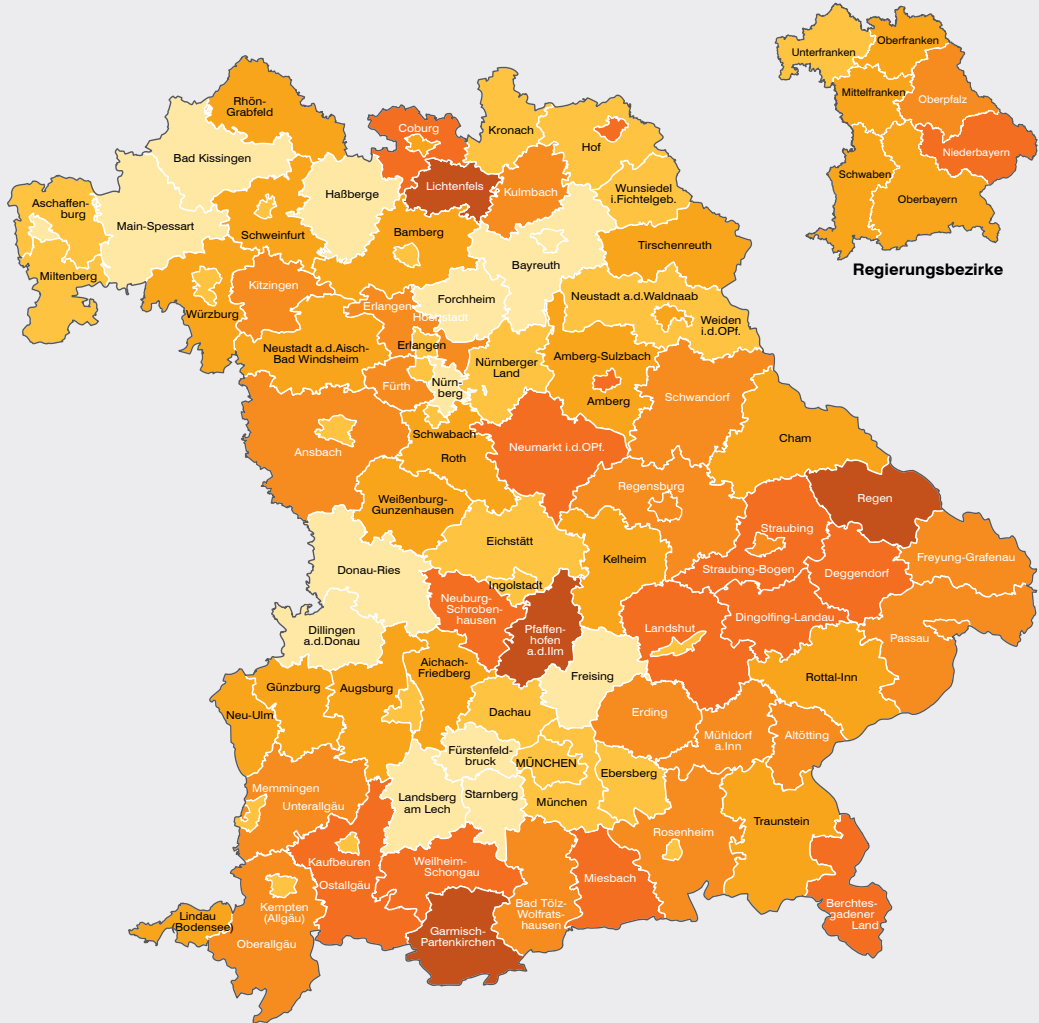 Unterfranken
Oberfranken
Mittelfranken
Oberpfalz
Niederbayern
Schwaben
Oberbayern
Regierungsbezirke
Rhön-
Grabfeld
Coburg
Kronach
Hof
Bad Kissingen
Haßberge
Lichtenfels
Kulmbach
Wunsiedel
i.Fichtelgeb.
Aschaffen-
burg
Main-Spessart
Schweinfurt
Bamberg
Bayreuth
Tirschenreuth
Miltenberg
Würzburg
Kitzingen
Erlangen
Höchstadt
Forchheim
Neustadt a.d.Waldnaab
Weiden
i.d.OPf.
Neustadt a.d.Aisch-
Bad Windsheim
Erlangen
Fürth
Nürn-
berg
Nürnberger
Land
Amberg-Sulzbach
Amberg
Schwandorf
Cham
Ansbach
Schwabach
Roth
Neumarkt i.d.OPf.
Weißenburg-
Gunzenhausen
Regensburg
Regen
Straubing
Eichstätt
Kelheim
Straubing-Bogen
Deggendorf
Freyung-Grafenau
Donau-Ries
Ingolstadt
Neuburg-
Schroben-
hausen
Pfaffen-
hofen
a.d.Ilm
Landshut
Dingolfing-Landau
Passau
Dillingen
a.d.Donau
Aichach-
Friedberg
Freising
Rottal-Inn
Neu-Ulm
Günzburg
Augsburg
Dachau
Erding
Mühldorf
a.Inn
Altötting
Fürstenfeld-
bruck
MÜNCHEN
Ebersberg
Memmingen
Unterallgäu
Landsberg
am Lech
Starnberg
München
Rosenheim
Traunstein
Kaufbeuren
Ostallgäu
Weilheim-
Schongau
Miesbach
Berchtes-
gadener
Land
Lindau
(Bodensee)
Kempten
(Allgäu)
Oberallgäu
Garmisch-
Partenkirchen
Bad Tölz-
Wolfrats-
hausen